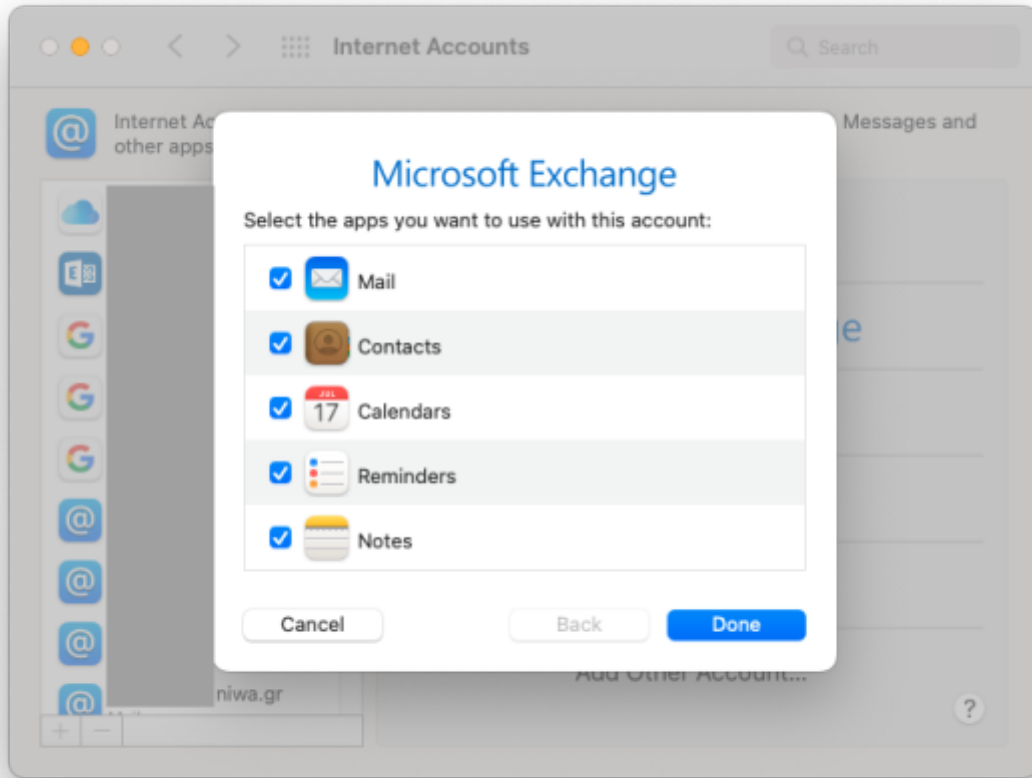 Internet Accounts
Search
Internet Ac
Messages and
other apps
Microsoft Exchange
Select the apps you want to use with this account:
Mail
Contacts
JUL
17
Calendars
Reminders
Notes
ge
Cancel
Back
Done
Add Other Account...
niwa.gr
?